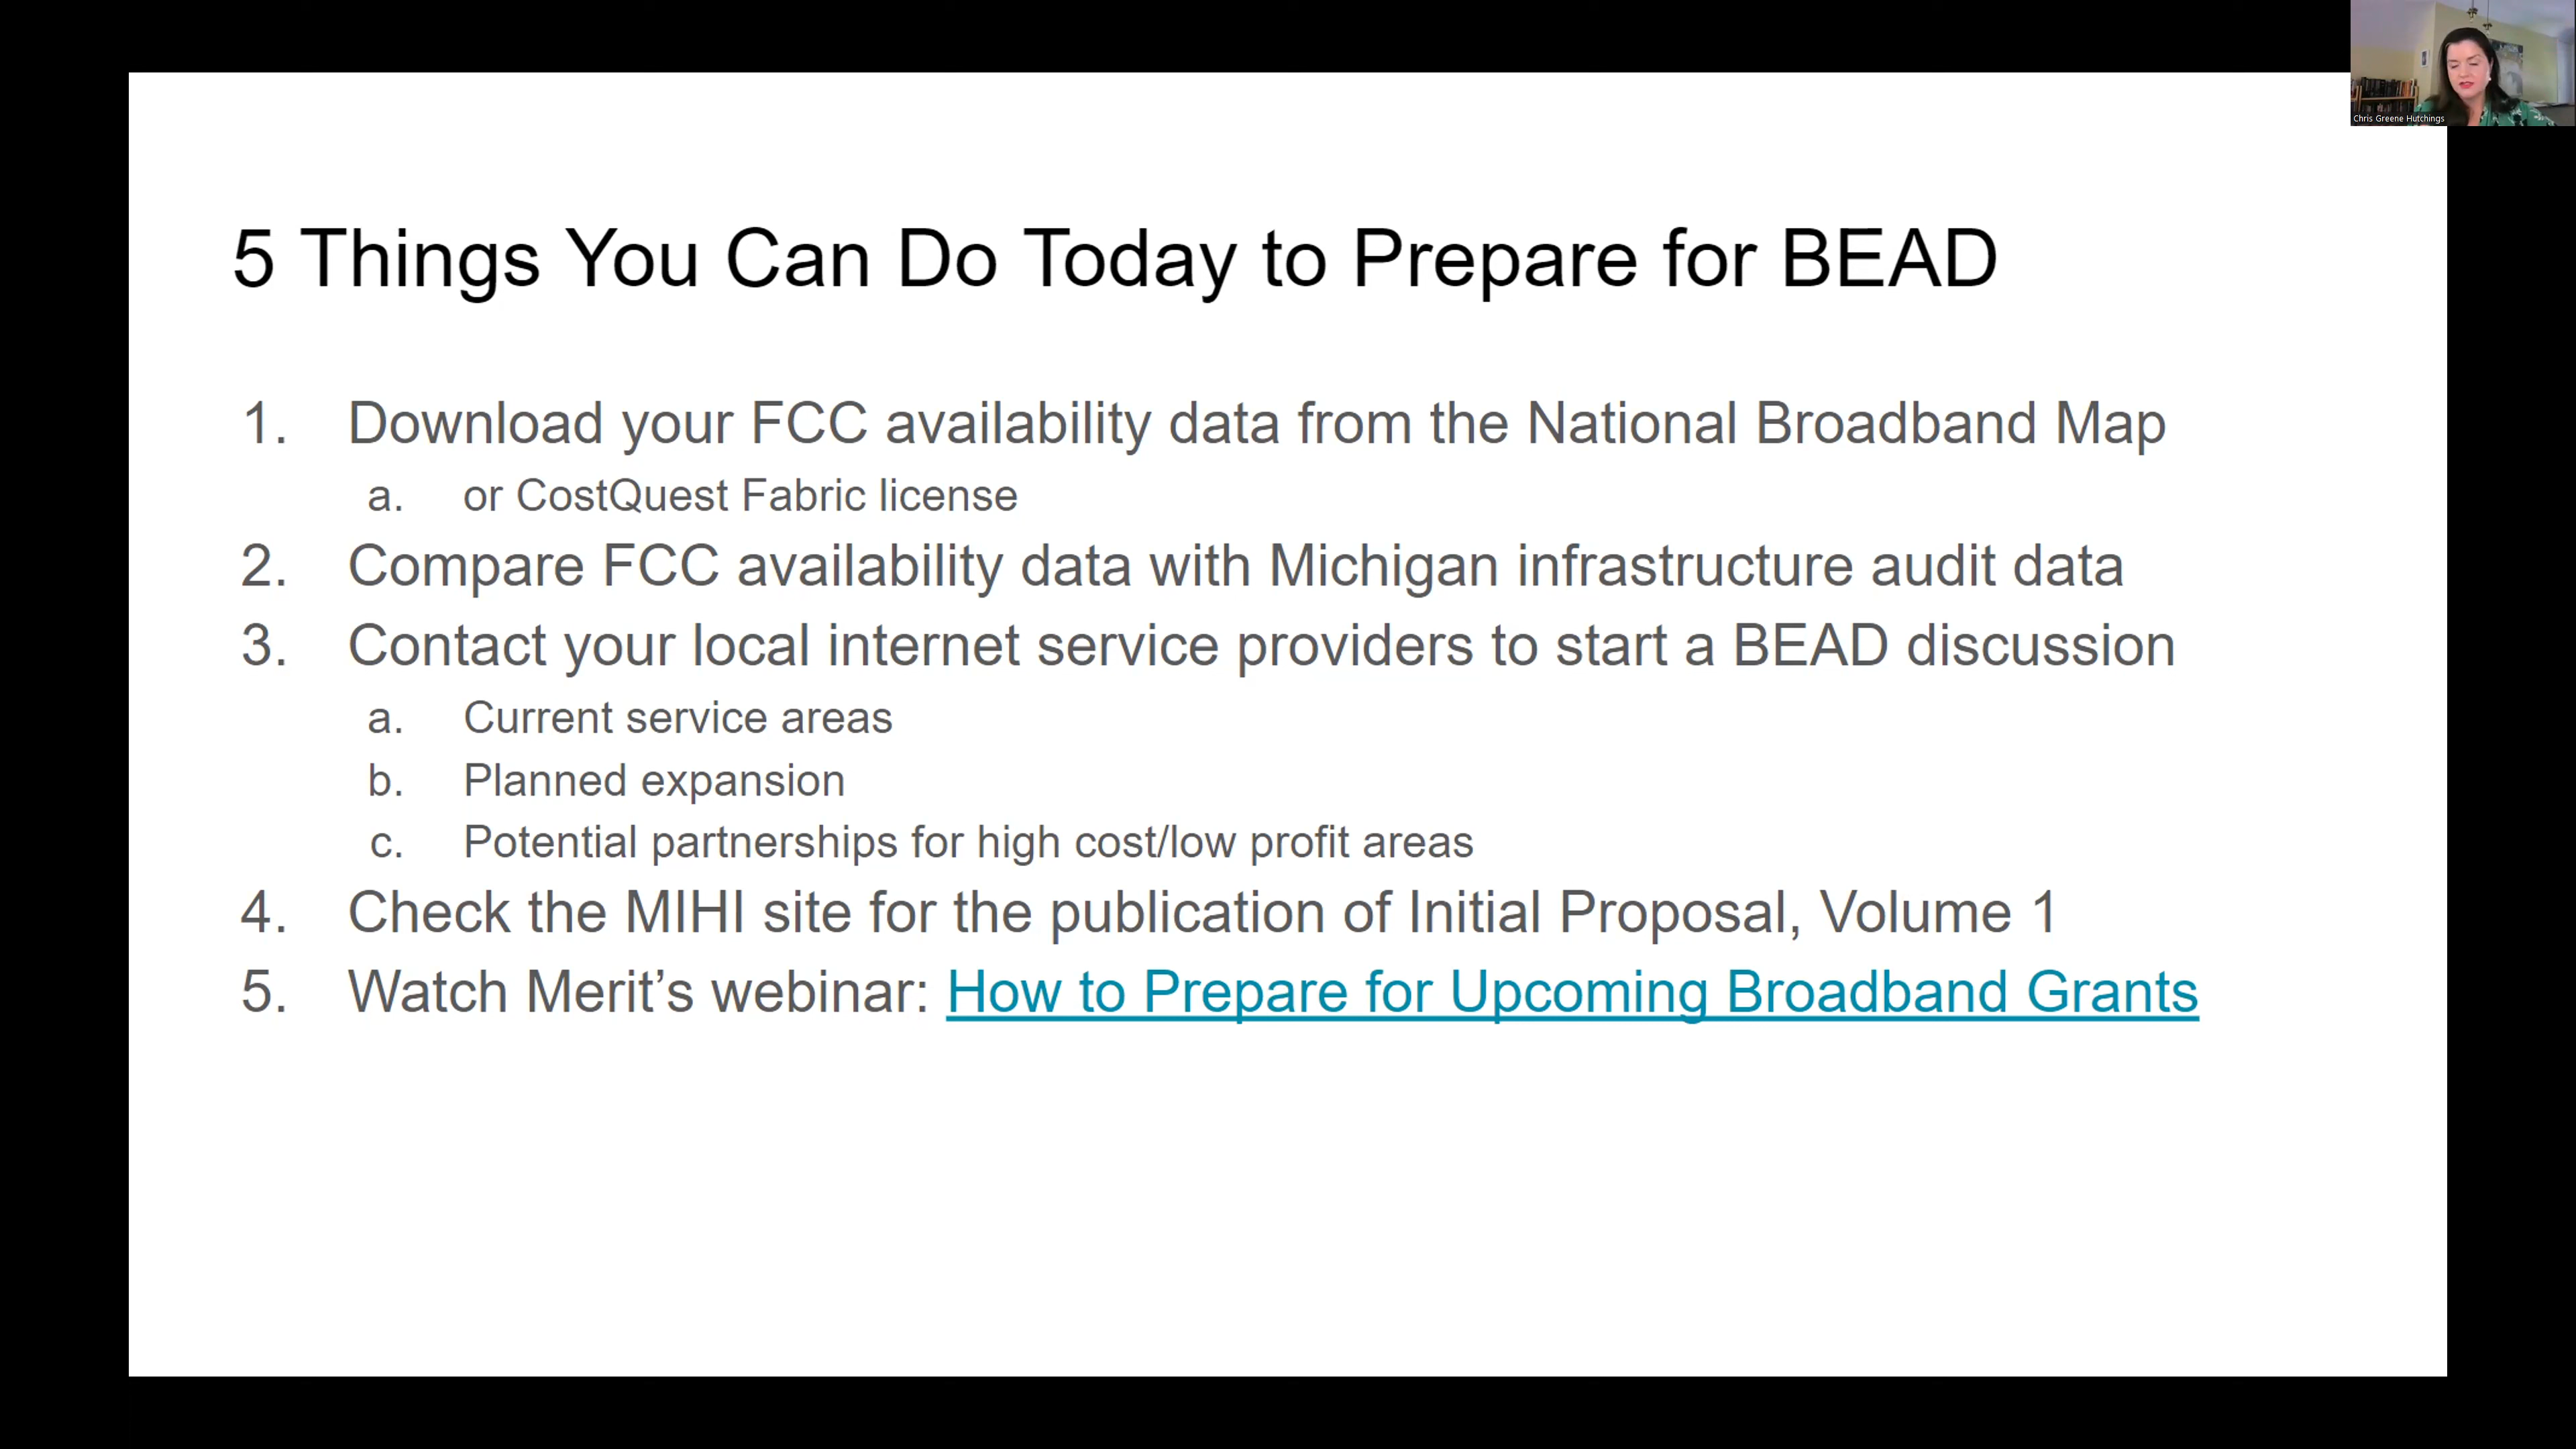 Chris Greene Hutchings
5 Things You Can Do Today to Prepare for BEAD
1. Download your FCC availability data from the National Broadband Map
a. or CostQuest Fabric license
2. Compare FCC availability data with Michigan infrastructure audit data
3. Contact your local internet service providers to start a BEAD discussion
a. Current service areas
b. Planned expansion
c. Potential partnerships for high cost/low profit areas
4. Check the MIHI site for the publication of Initial Proposal, Volume 1
5. Watch Merit’s webinar: How to Prepare for Upcoming Broadband Grants